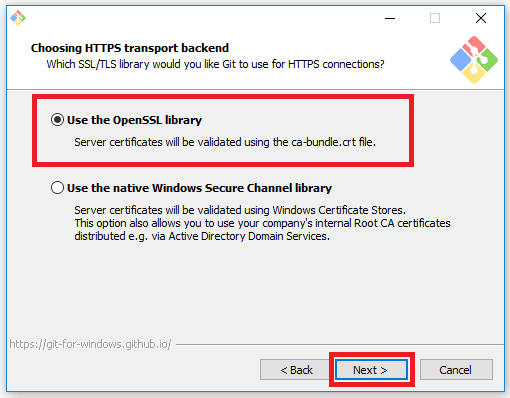 Choosing HTTPS transport backend
Which SSL/TLS library would you like Git to use for HTTPS connections?
Use the OpenSSL library
Server certificates will be validated using the ca-bundle.crt file.
Use the native Windows Secure Channel library
Server certificates will be validated using Windows Certificate Stores.
This option also allows you to use your company's internal Root CA certificates
distributed e.g. via Active Directory Domain Services.
https://git-for-windows.github.io/
< Back
Next >
Cancel